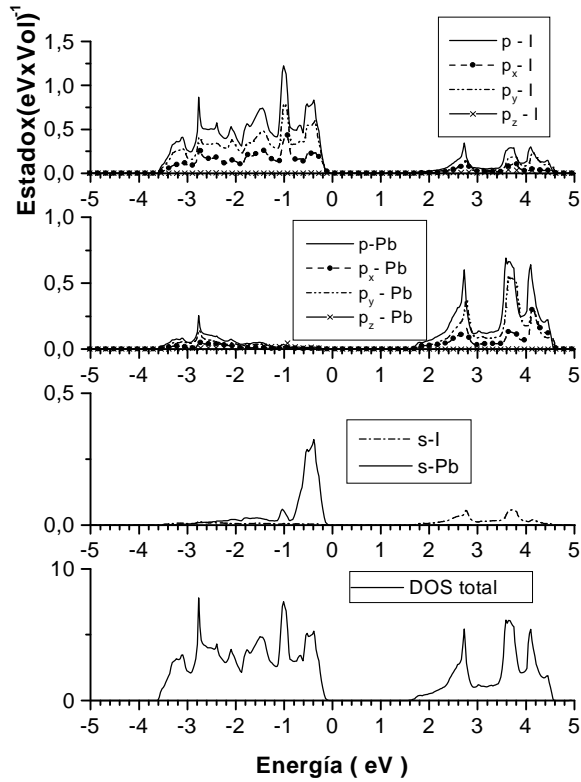 Estadox(eVxVol)⁻¹
1,5
1,0
0,5
0,0
p - I
pₓ- I
p_y- I
p_z - I
-5 -4 -3 -2 -1 0 1 2 3 4 5
1,0
0,5
0,0
p-Pb
pₓ- Pb
p_y - Pb
p_z - Pb
-5 -4 -3 -2 -1 0 1 2 3 4 5
0,5
0,0
s-I
s-Pb
-5 -4 -3 -2 -1 0 1 2 3 4 5
10
0
DOS total
-5 -4 -3 -2 -1 0 1 2 3 4 5
Energía ( eV )